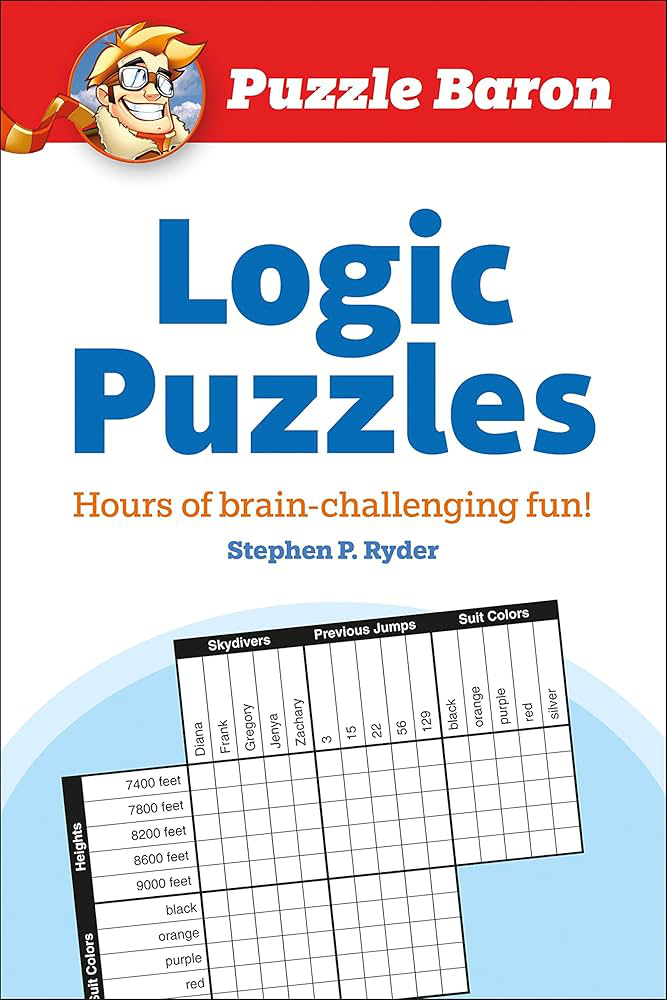 Puzzle Baron
Logic
Puzzles
Hours of brain-challenging fun!
Stephen P. Ryder
Skydivers
Previous Jumps
Suit Colors
Diana
Frank
Gregory
Jenya
Zachary
3
15
22
56
129
black
orange
purple
red
silver
Heights
7400 feet
7800 feet
8200 feet
8600 feet
9000 feet
Suit Colors
black
orange
purple
red